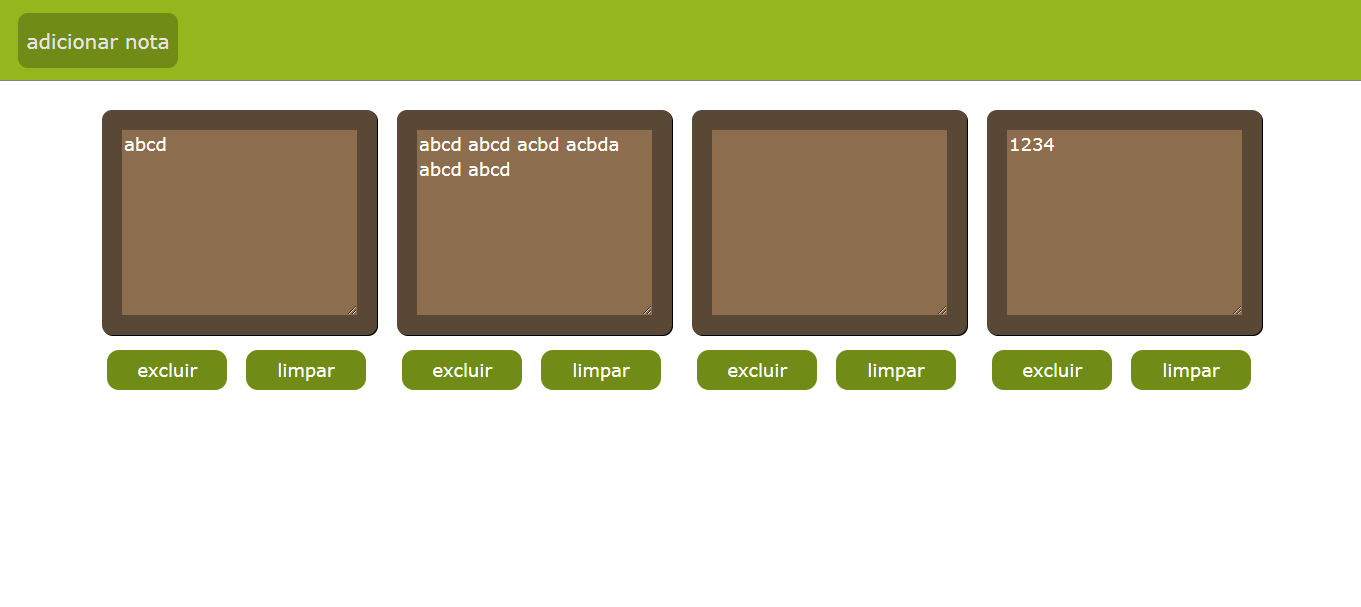 adicionar nota
abcd
abcd abcd acbd acbda
abcd abcd
1234
excluir limpar excluir limpar excluir limpar excluir limpar